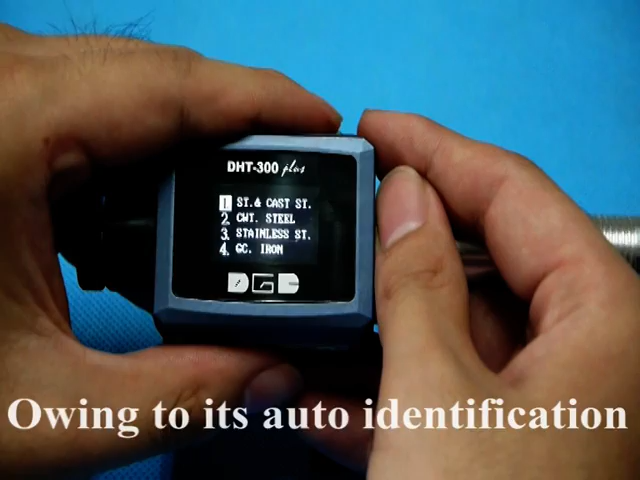 DHT-300 plus
1 ST.& CAST ST.
2. CWT. STEEL
3. STAINLESS ST.
4. GC. IRON
Owing to its auto identification